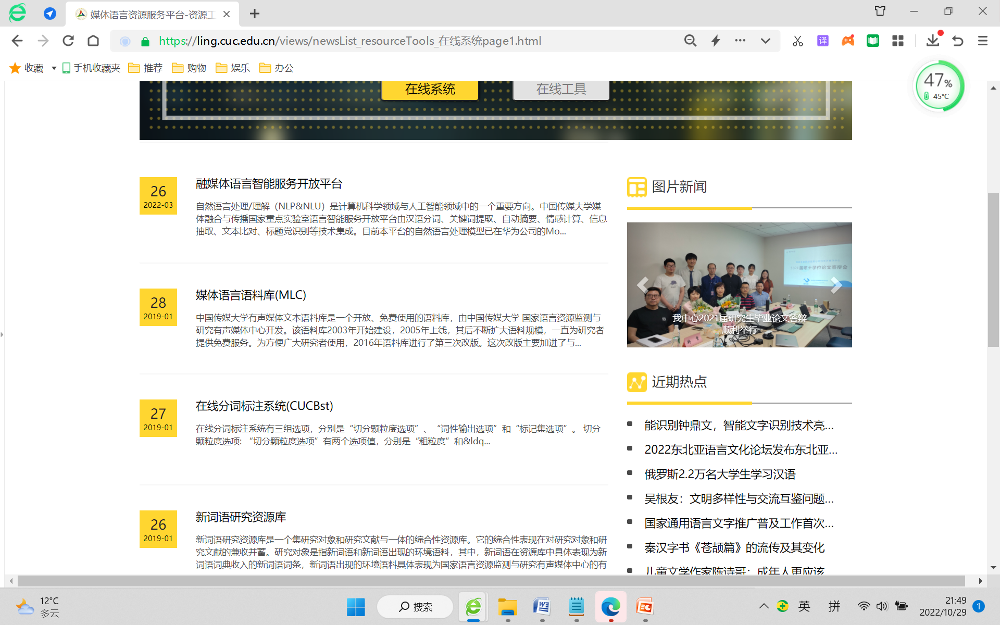 媒体语言资源服务平台-资源工
https://ling.cuc.edu.cn/views/newsList_resourceTools_在线系统page1.html
译
收藏
手机收藏夹
推荐
购物
娱乐
办公
47%
45°C
在线系统
在线工具
26
2022-03
融媒体语言智能服务开放平台
自然语言处理/理解（NLP&NLU）是计算机科学领域与人工智能领域中的一个重要方向。中国传媒大学媒
体融合与传播国家重点实验室语言智能服务开放平台由汉语分词、关键词提取、自动摘要、情感计算、信息
抽取、文本比对、标题党识别等技术集成。目前本平台的自然语言处理模型已在华为公司的Mo...
28
2019-01
媒体语言语料库(MLC)
中国传媒大学有声媒体文本语料库是一个开放、免费使用的语料库，由中国传媒大学 国家语言资源监测与
研究有声媒体中心开发。该语料库2003年开始建设，2005年上线，其后不断扩大语料规模，一直为研究者
提供免费服务。为方便广大研究者使用，2016年语料库进行了第三次改版。这次改版主要加进了与...
27
2019-01
在线分词标注系统(CUCBst)
在线分词标注系统有三组选项，分别是“切分颗粒度选项”、“词性输出选项”和“标记集选项”。 切分
颗粒度选项: “切分颗粒度选项”有两个选项值，分别是“粗粒度”和&ldq...
26
2019-01
新词语研究资源库
新词语研究资源库是一个集研究对象和研究文献与一体的综合性资源库。它的综合性表现在对研究对象和研
究文献的兼收并蓄。研究对象是指新词语和新词语出现的环境语料，其中，新词语在资源库中具体表现为新
词语词典收入的新词语词条，新词语出现的环境语料具体表现为国家语言资源监测与研究有声媒体中心的有
图片新闻
2021届硕士学位论文答辩会
我中心2021届研究生毕业论文答辩
顺利举行
近期热点
能识别钟鼎文，智能文字识别技术亮...
2022东北亚语言文化论坛发布东北亚...
俄罗斯2.2万名大学生学习汉语
吴根友：文明多样性与交流互鉴问题...
国家通用语言文字推广普及工作首次...
秦汉字书《苍颉篇》的流传及其变化
儿童文学作家陈诗哥：成年人更应该
12°C
多云
搜索
英
拼
21:49
2022/10/29
1